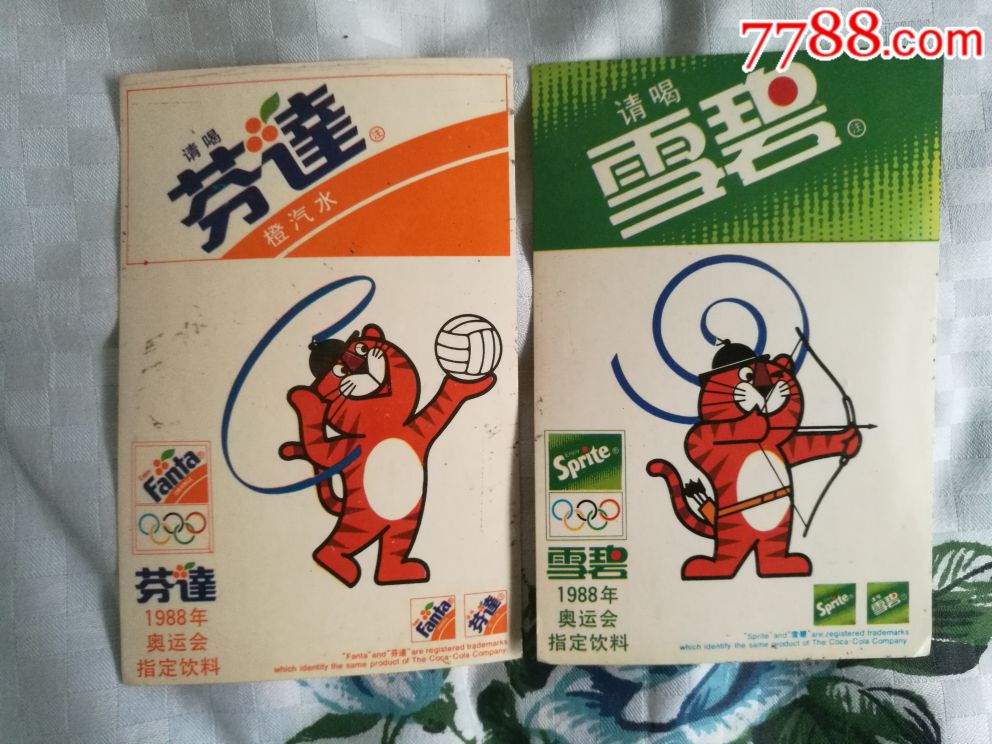 7788.com
请喝
芬達
注
橙汽水
Fanta
芬達
1988年
奥运会
指定饮料
Fanta
芬達
"Fanta" and "芬達" are registered trademarks
which identify the same product of The Coca-Cola Company
请喝
雪碧
注
Sprite
雪碧
1988年
奥运会
指定饮料
Sprite
雪碧
"Sprite" and "雪碧" are registered trademarks
which identify the same product of The Coca-Cola Company